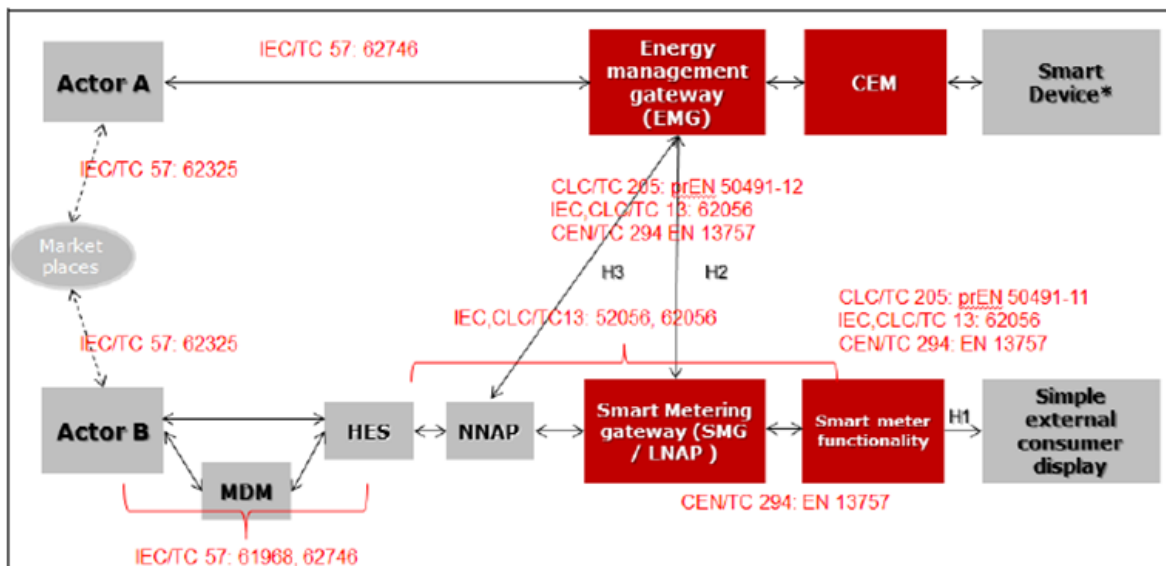 IEC/TC 57: 62746
Actor A
Energy
management
gateway
(EMG)
CEM
Smart
Device*
IEC/TC 57: 62325
CLC/TC 205: prEN 50491-12
IEC,CLC/TC 13: 62056
CEN/TC 294 EN 13757
Market
places
H3
H2
CLC/TC 205: prEN 50491-11
IEC,CLC/TC 13: 62056
CEN/TC 294: EN 13757
IEC,CLC/TC13: 52056, 62056
IEC/TC 57: 62325
Actor B
HES
NNAP
Smart Metering
gateway (SMG
/ LNAP )
Smart meter
functionality
H1
Simple
external
consumer
display
MDM
CEN/TC 294: EN 13757
IEC/TC 57: 61968, 62746